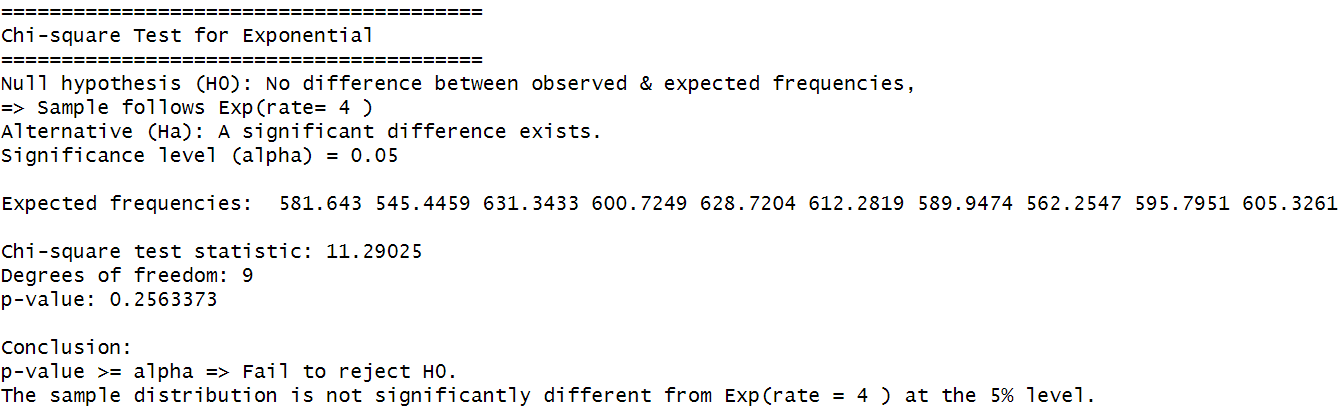 ========================================
Chi-square Test for Exponential
========================================
Null hypothesis (H0): No difference between observed & expected frequencies,
=> Sample follows Exp(rate= 4 )
Alternative (Ha): A significant difference exists.
Significance level (alpha) = 0.05
Expected frequencies:  581.643 545.4459 631.3433 600.7249 628.7204 612.2819 589.9474 562.2547 595.7951 605.3261
Chi-square test statistic: 11.29025
Degrees of freedom: 9
p-value: 0.2563373
Conclusion:
p-value >= alpha => Fail to reject H0.
The sample distribution is not significantly different from Exp(rate = 4 ) at the 5% level.